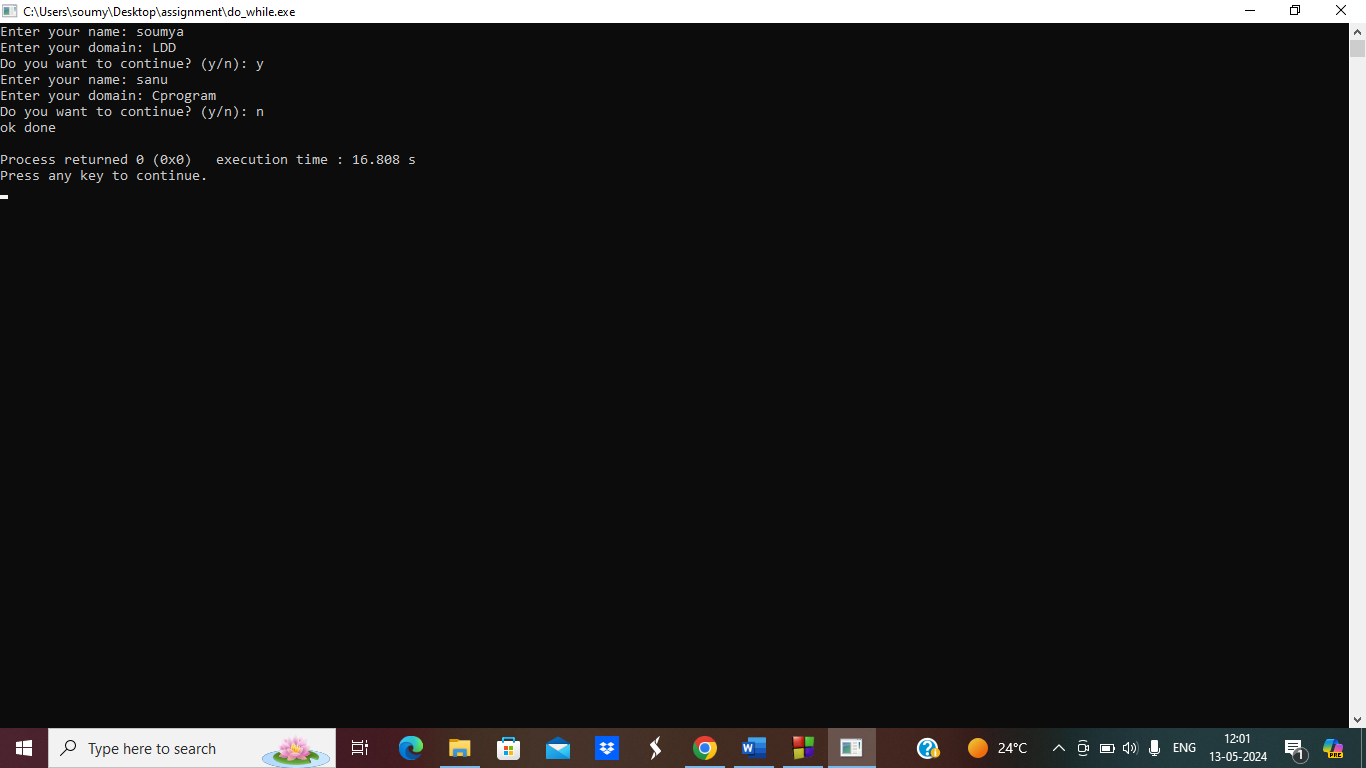 C:\Users\soumy\Desktop\assignment\do_while.exe
Enter your name: soumya
Enter your domain: LDD
Do you want to continue? (y/n): y
Enter your name: sanu
Enter your domain: Cprogram
Do you want to continue? (y/n): n
ok done
Process returned 0 (0x0)   execution time : 16.808 s
Press any key to continue.
Type here to search
24°C
ENG
12:01
13-05-2024
1
PRE